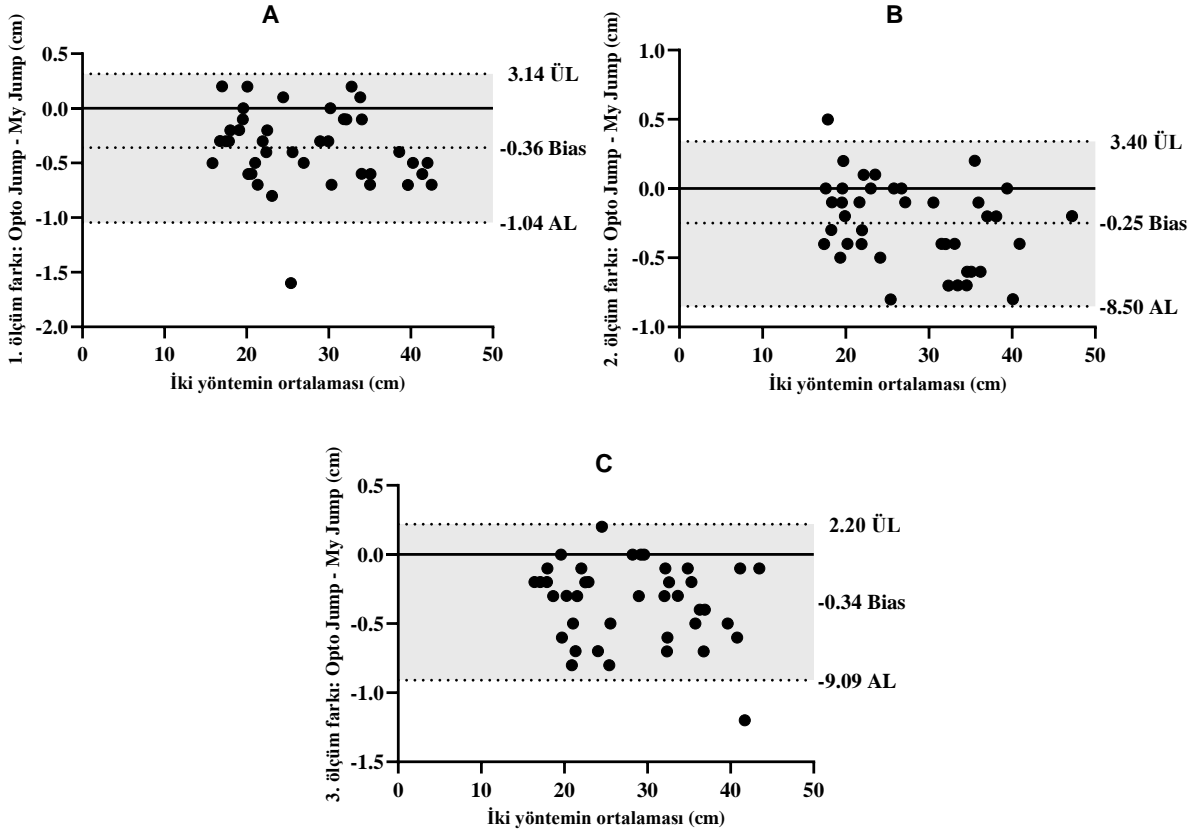 A
1. ölçüm farkı: Opto Jump - My Jump (cm)
0.5
0.0
-0.5
-1.0
-1.5
-2.0
3.14 ÜL
-0.36 Bias
-1.04 AL
0 10 20 30 40 50
İki yöntemin ortalaması (cm)
B
2. ölçüm farkı: Opto Jump - My Jump (cm)
1.0
0.5
0.0
-0.5
-1.0
3.40 ÜL
-0.25 Bias
-8.50 AL
0 10 20 30 40 50
İki yöntemin ortalaması (cm)
C
3. ölçüm farkı: Opto Jump - My Jump (cm)
0.5
0.0
-0.5
-1.0
-1.5
2.20 ÜL
-0.34 Bias
-9.09 AL
0 10 20 30 40 50
İki yöntemin ortalaması (cm)